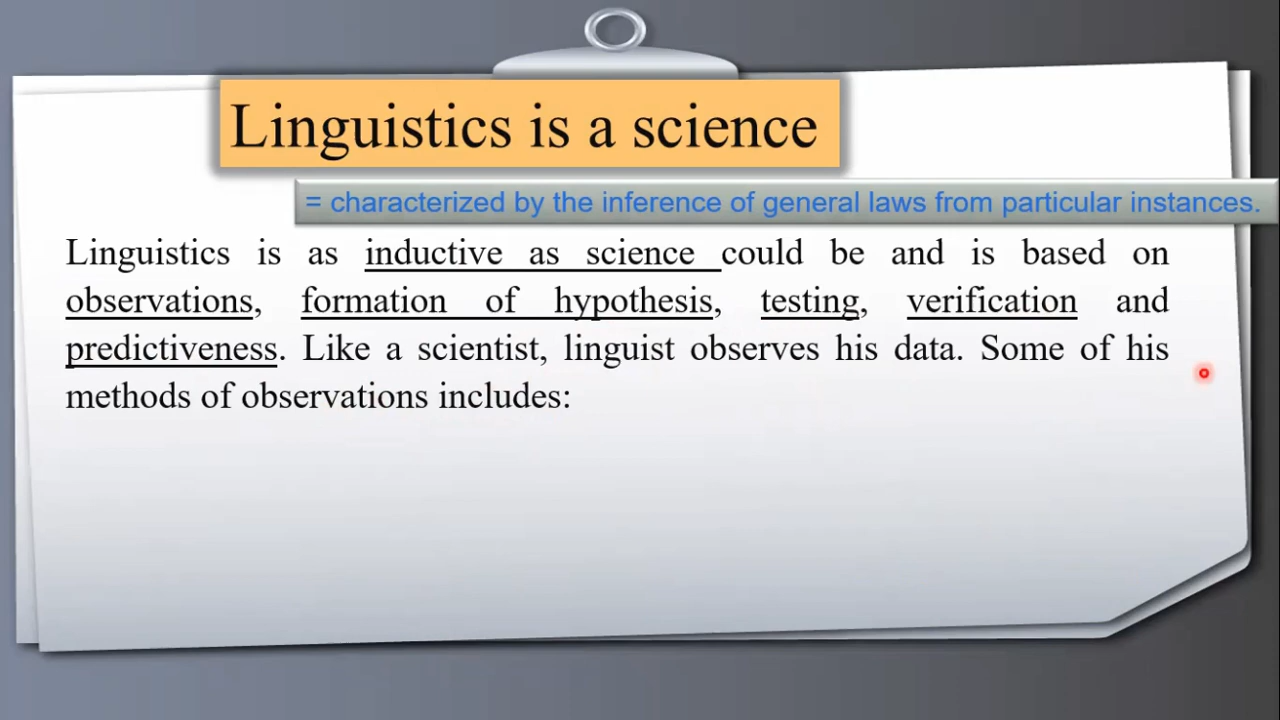 Linguistics is a science
= characterized by the inference of general laws from particular instances.
Linguistics is as inductive as science could be and is based on
observations, formation of hypothesis, testing, verification and
predictiveness. Like a scientist, linguist observes his data. Some of his
methods of observations includes: